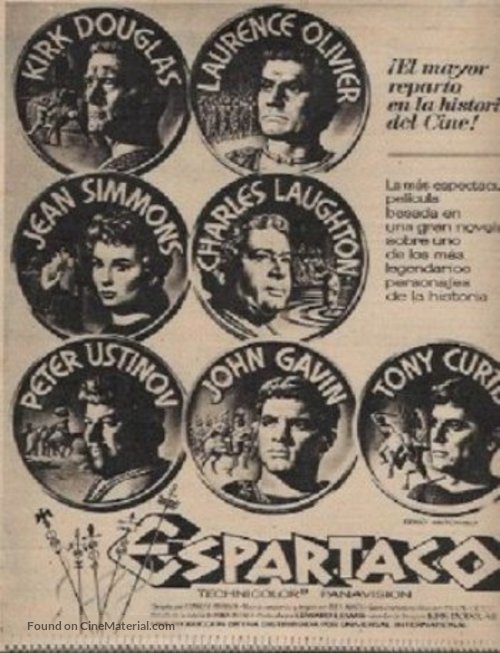 KIRK DOUGLAS
LAURENCE OLIVIER
¡El mayor
reparto
en la histori
del Cine!
JEAN SIMMONS
CHARLES LAUGHTON
La más espectacu
película
basada en
una gran novela
sobre uno
de los más
legendarios
personajes
de la historia
PETER USTINOV
JOHN GAVIN
TONY CURT
ESPARTACO
TECHNICOLOR® PANAVISION
Found on CineMaterial.com